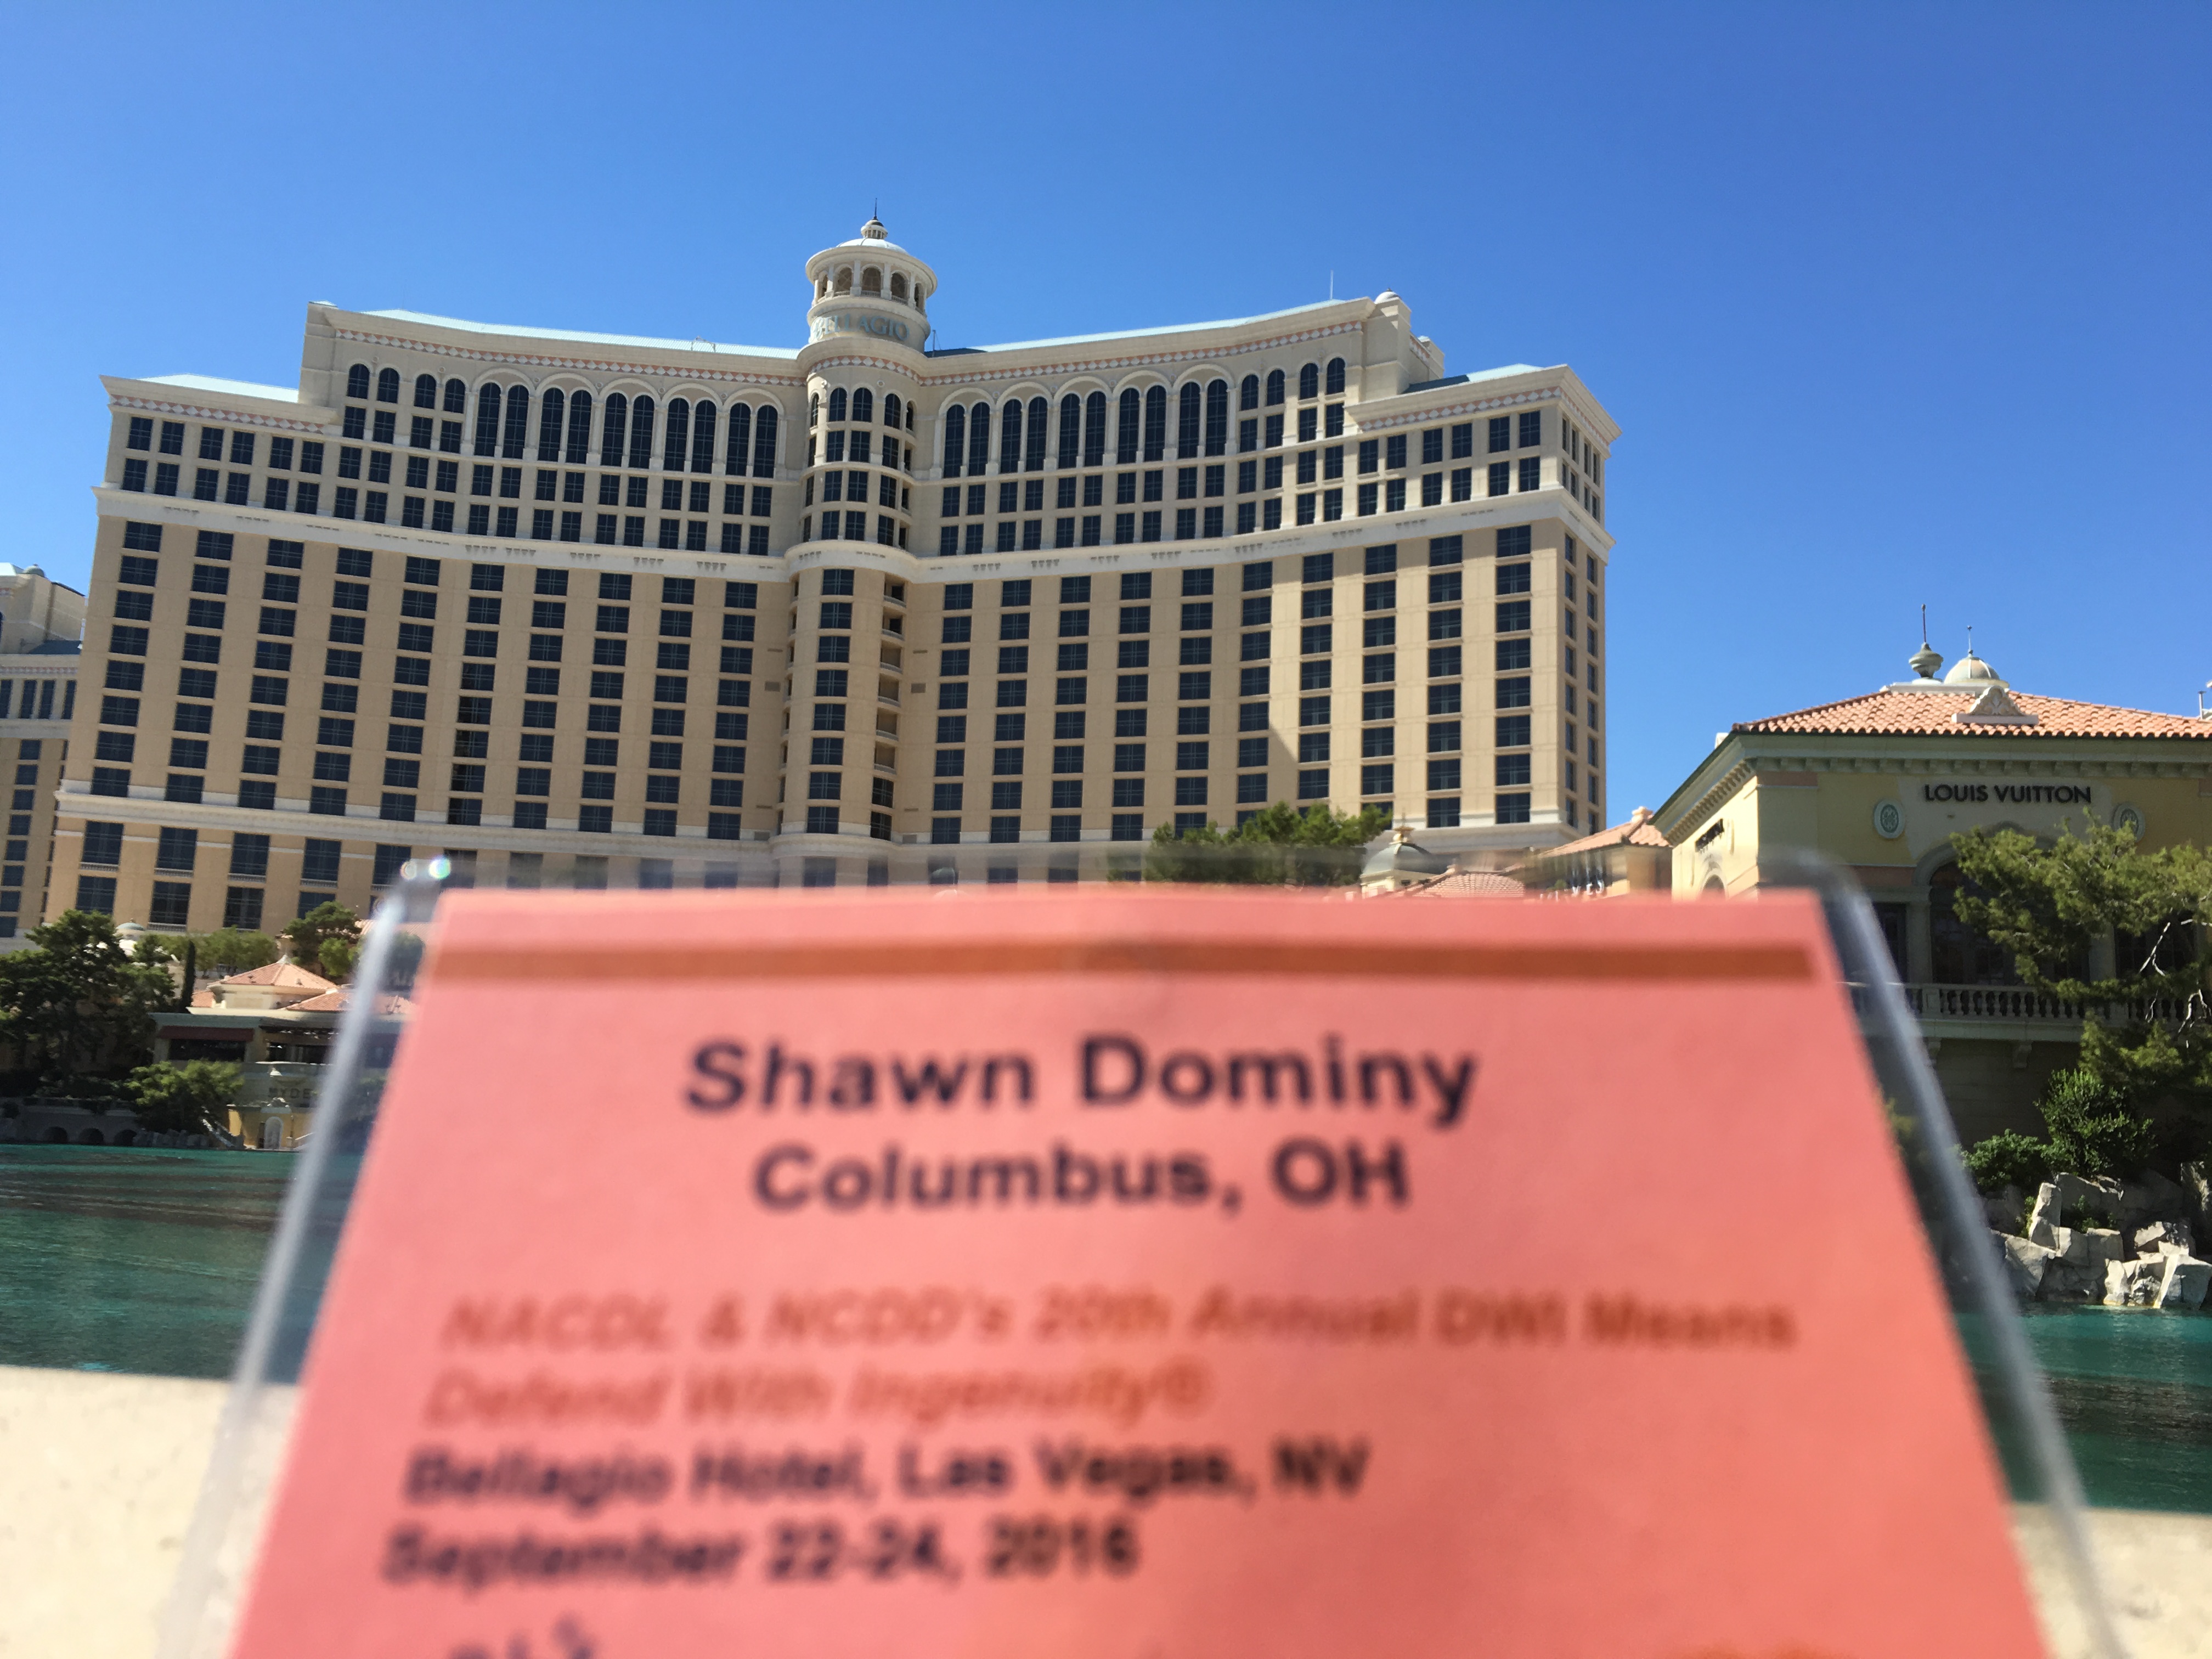 BELLAGIO
LOUIS VUITTON
Shawn Dominy
Columbus, OH
NACDL & NCDD's 20th Annual DWI Means
Defend With Ingenuity®
Bellagio Hotel, Las Vegas, NV
September 22-24, 2016